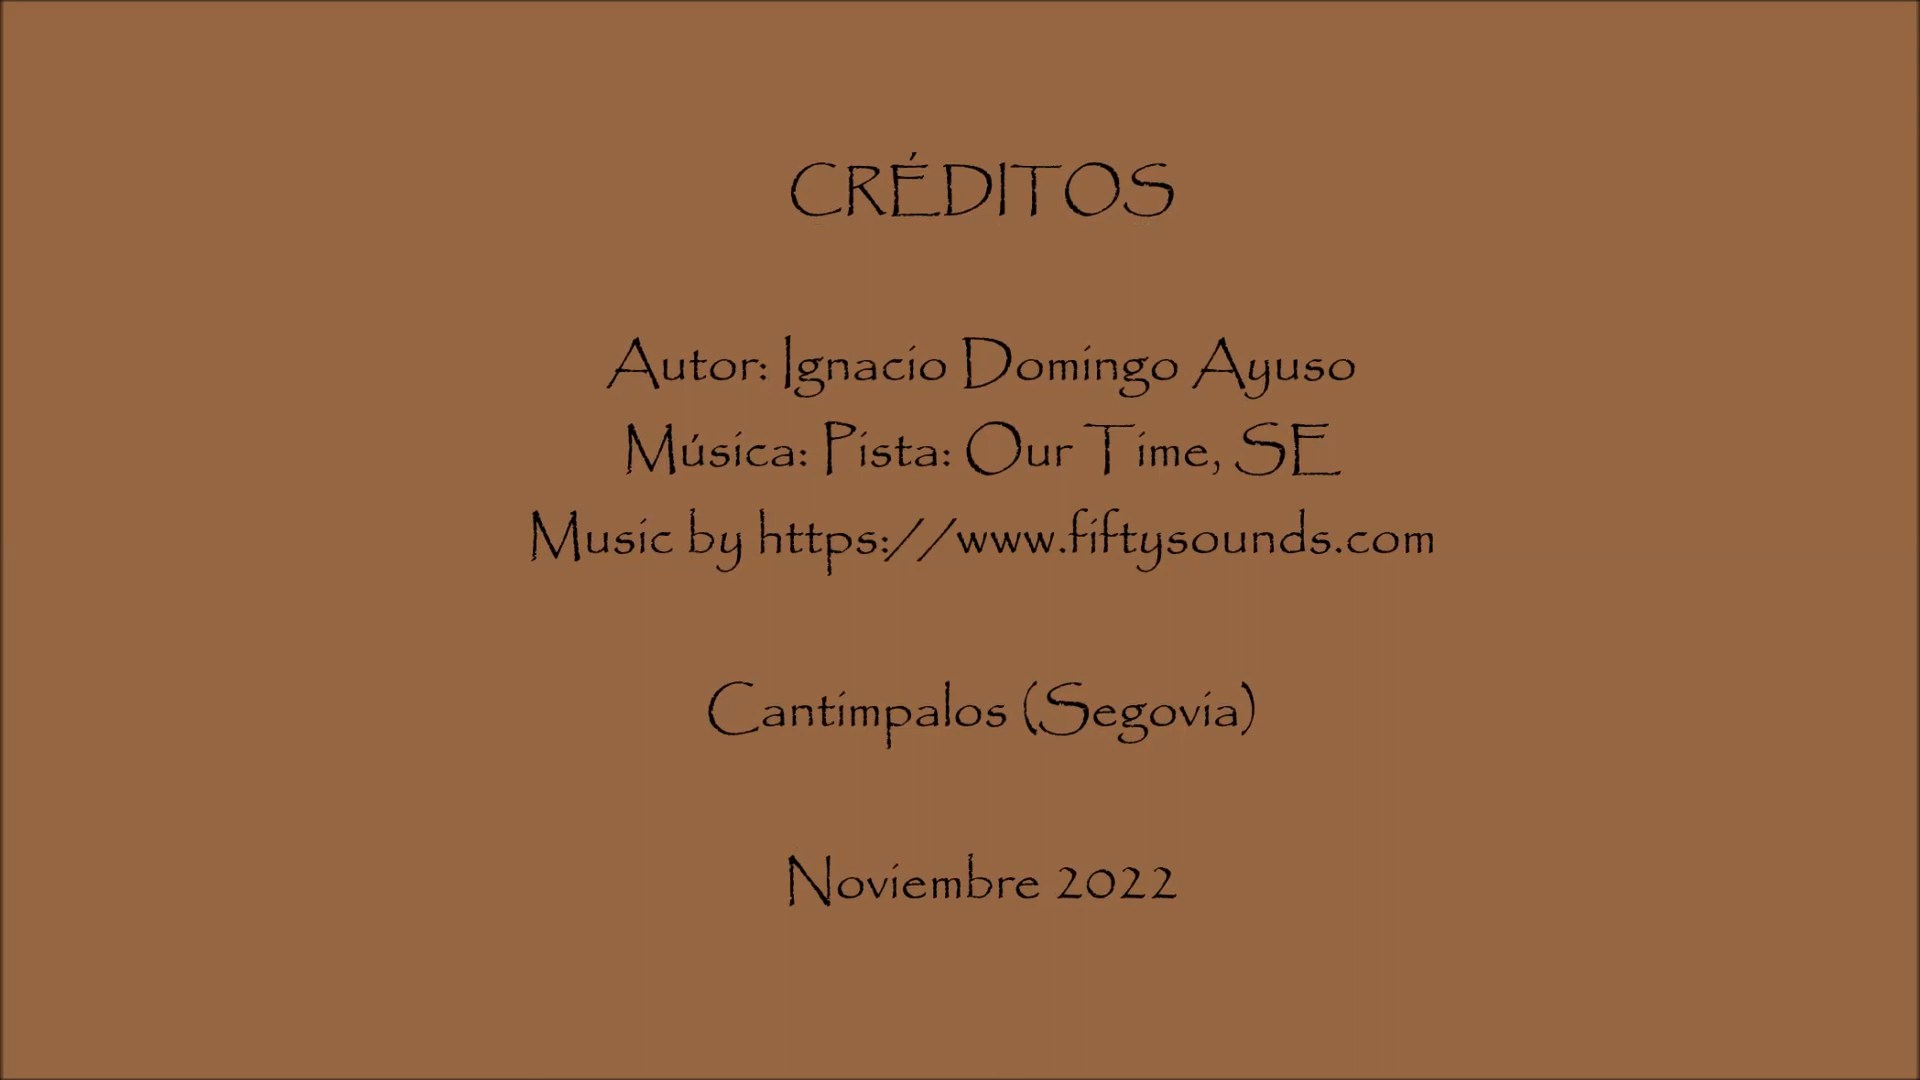 CRÉDITOS
Autor: Ignacio Domingo Ayuso
Música: Pista: Our Time, SE
Music by https://www.fiftysounds.com
Cantimpalos (Segovia)
Noviembre 2022